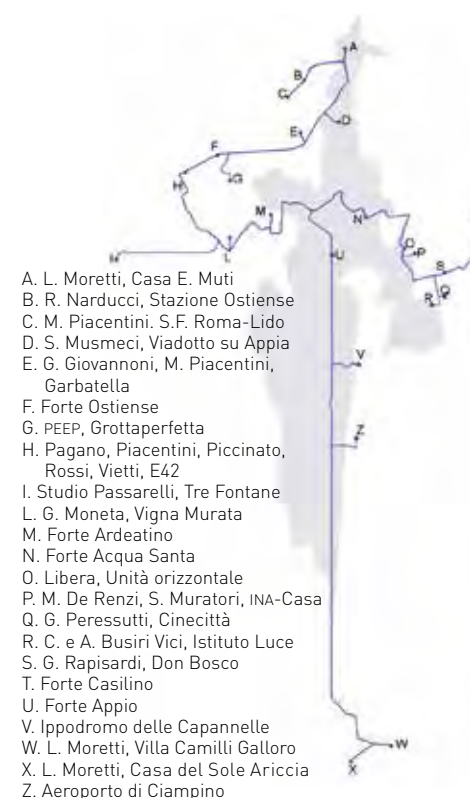 A
B
C
D
E
F
G
H
M
N
L
O
P
S
Q
R
U
V
Z
W
X
A. L. Moretti, Casa E. Muti
B. R. Narducci, Stazione Ostiense
C. M. Piacentini. S.F. Roma-Lido
D. S. Musmeci, Viadotto su Appia
E. G. Giovannoni, M. Piacentini,
Garbatella
F. Forte Ostiense
G. PEEP, Grottaperfetta
H. Pagano, Piacentini, Piccinato,
Rossi, Vietti, E42
I. Studio Passarelli, Tre Fontane
L. G. Moneta, Vigna Murata
M. Forte Ardeatino
N. Forte Acqua Santa
O. Libera, Unità orizzontale
P. M. De Renzi, S. Muratori, INA-Casa
Q. G. Peressutti, Cinecittà
R. C. e A. Busiri Vici, Istituto Luce
S. G. Rapisardi, Don Bosco
T. Forte Casilino
U. Forte Appio
V. Ippodromo delle Capannelle
W. L. Moretti, Villa Camilli Galloro
X. L. Moretti, Casa del Sole Ariccia
Z. Aeroporto di Ciampino